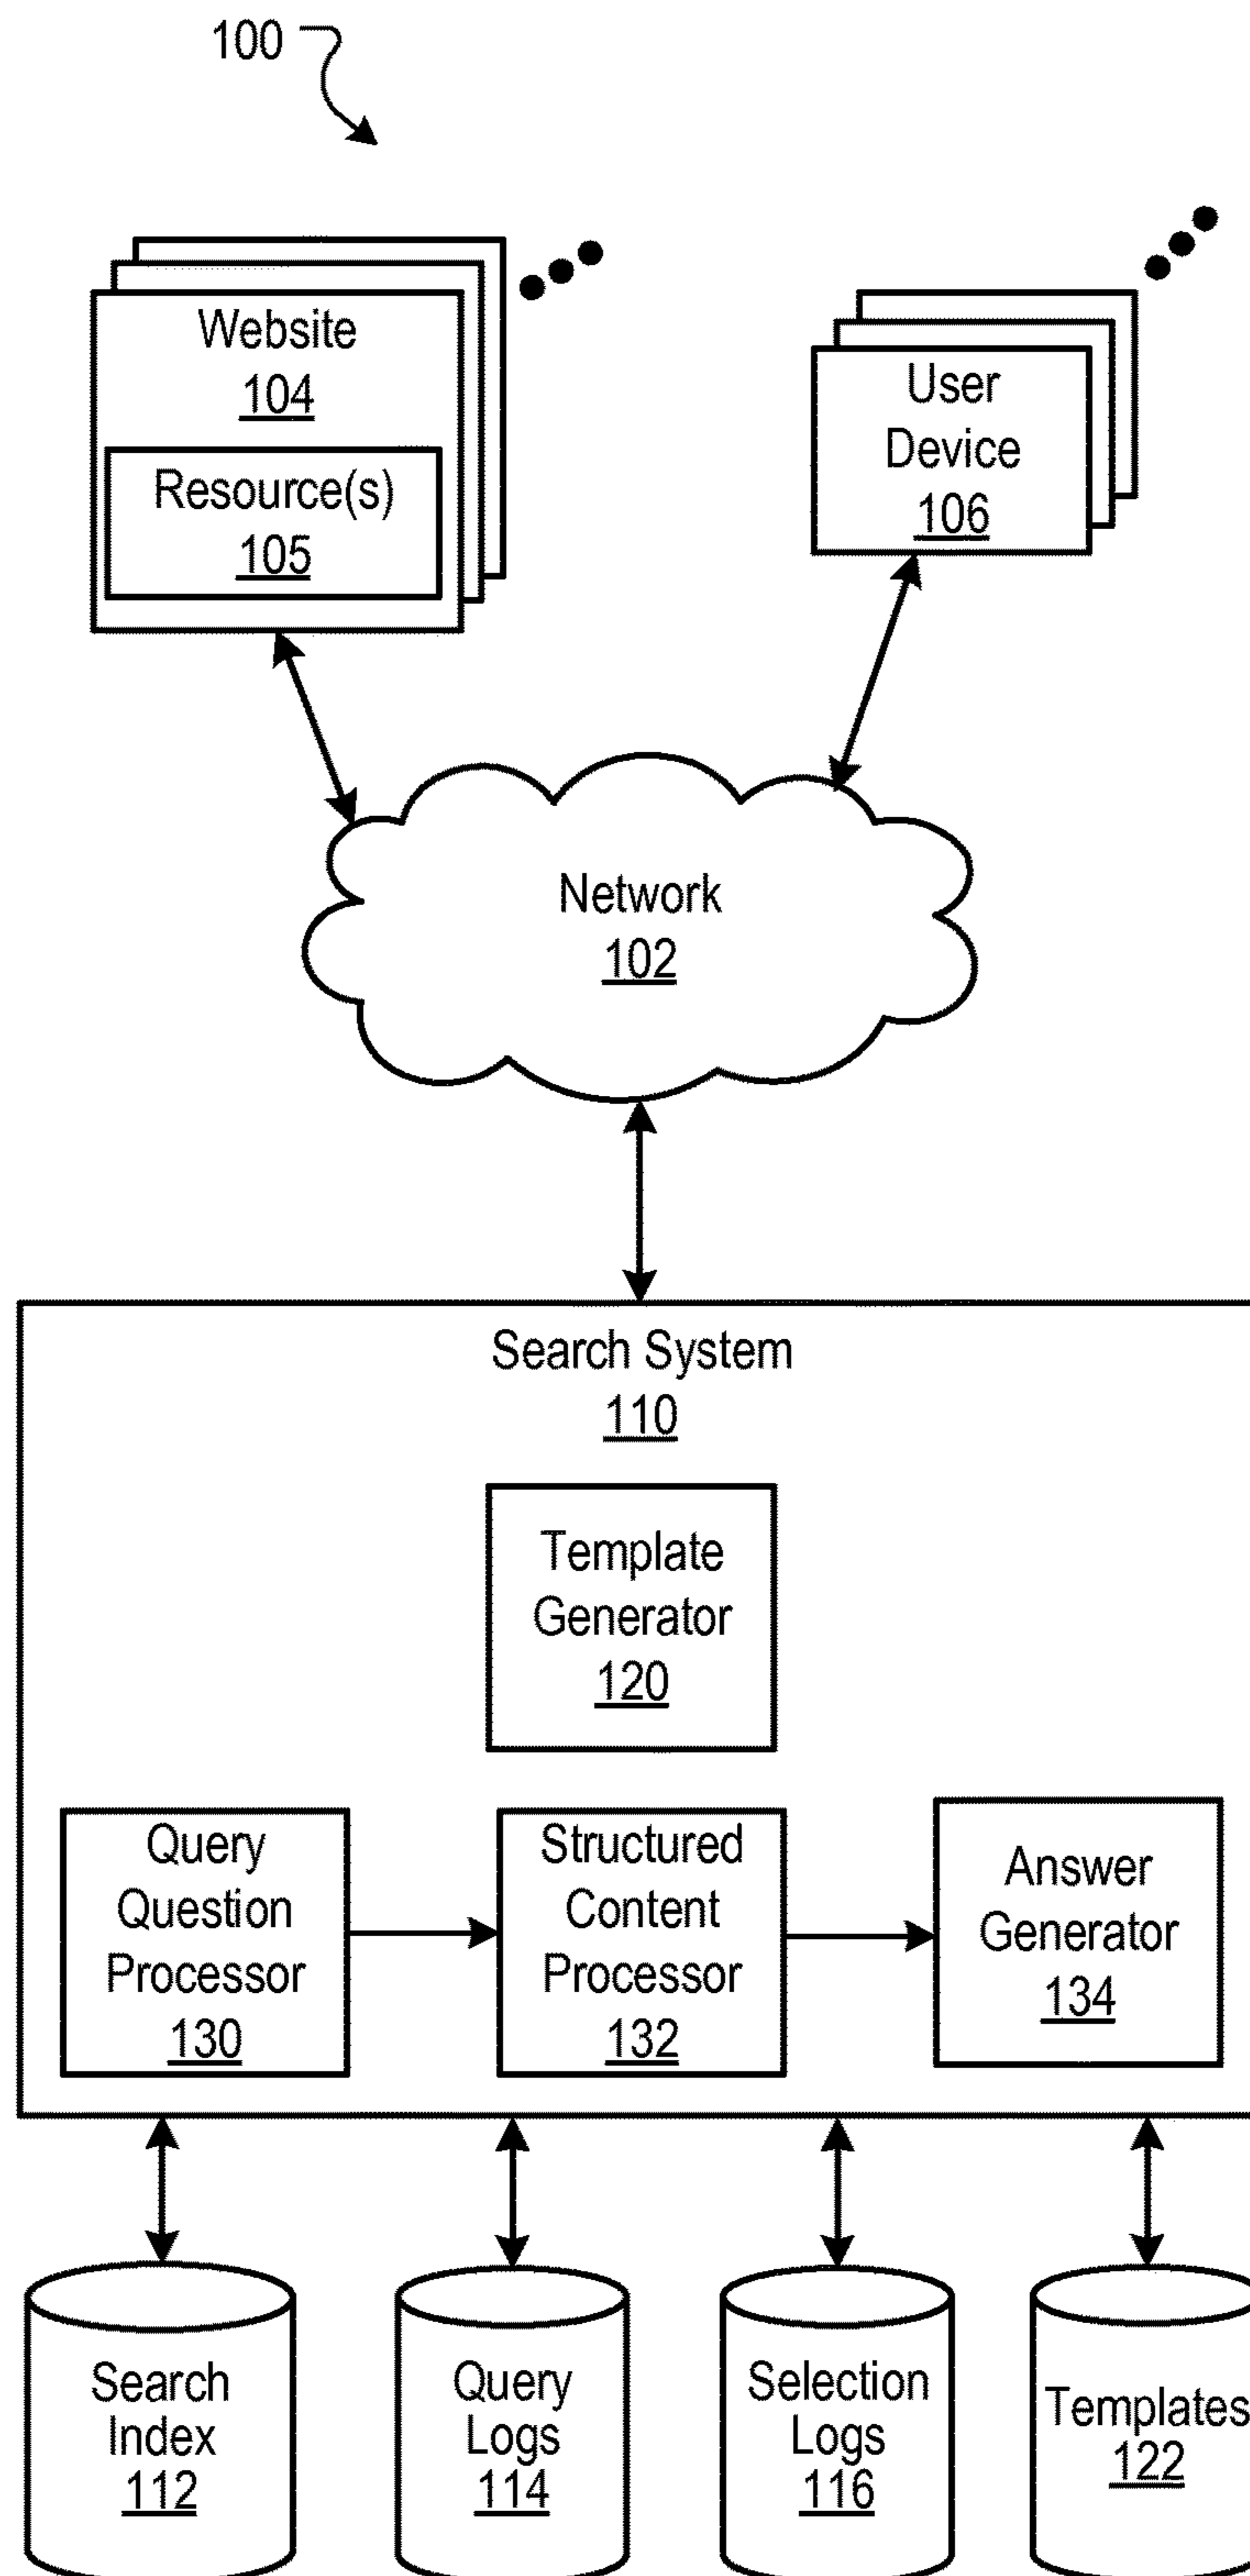 100
Website
104
Resource(s)
105
User
Device
106
Network
102
Search System
110
Template
Generator
120
Query
Question
Processor
130
Structured
Content
Processor
132
Answer
Generator
134
Search
Index
112
Query
Logs
114
Selection
Logs
116
Templates
122